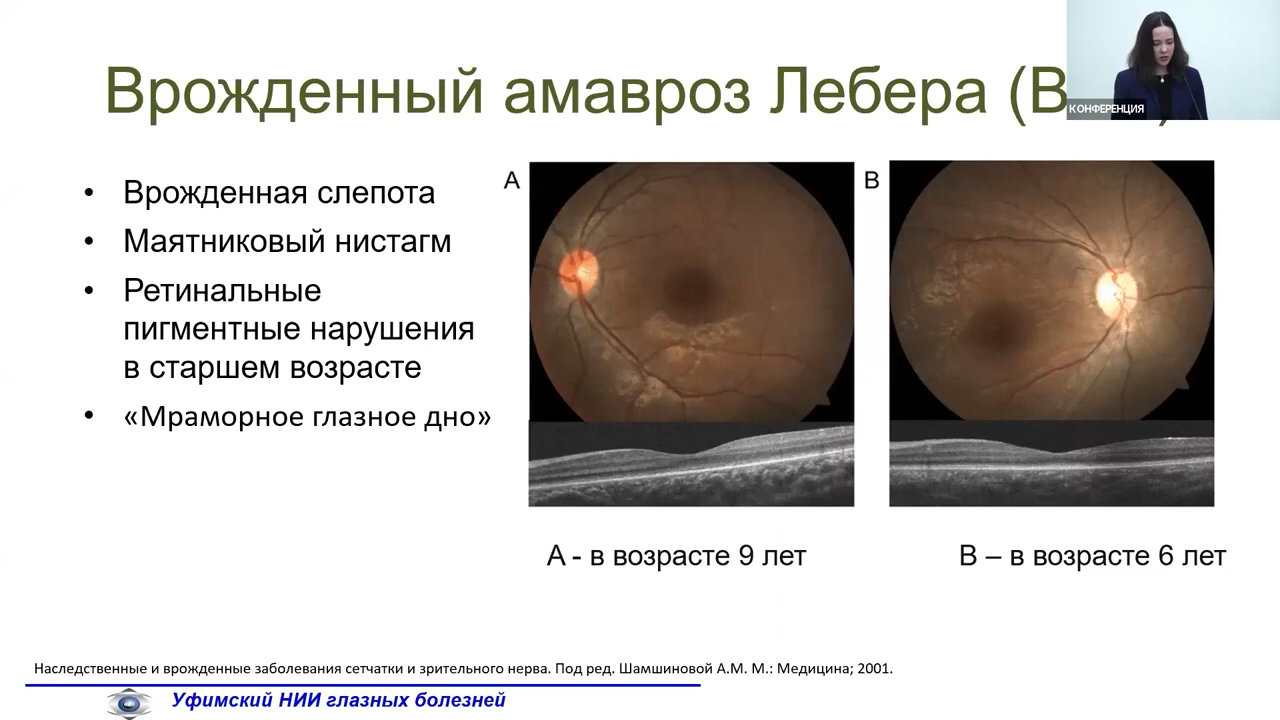 Врожденный амавроз Лебера (В
КОНФЕРЕНЦИЯ
• Врожденная слепота
• Маятниковый нистагм
• Ретинальные
пигментные нарушения
в старшем возрасте
• «Мраморное глазное дно»
A
B
А - в возрасте 9 лет
В – в возрасте 6 лет
Наследственные и врожденные заболевания сетчатки и зрительного нерва. Под ред. Шамшиновой А.М. М.: Медицина; 2001.
Уфимский НИИ глазных болезней